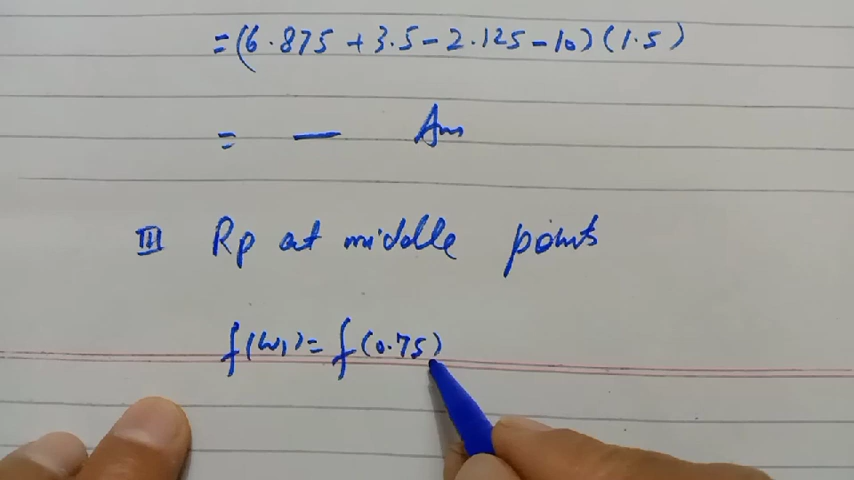 =(6.875 + 3.5 - 2.125 - 10)(1.5)
= — Ans
III Rp at middle points
f(w₁) = f(0.75)